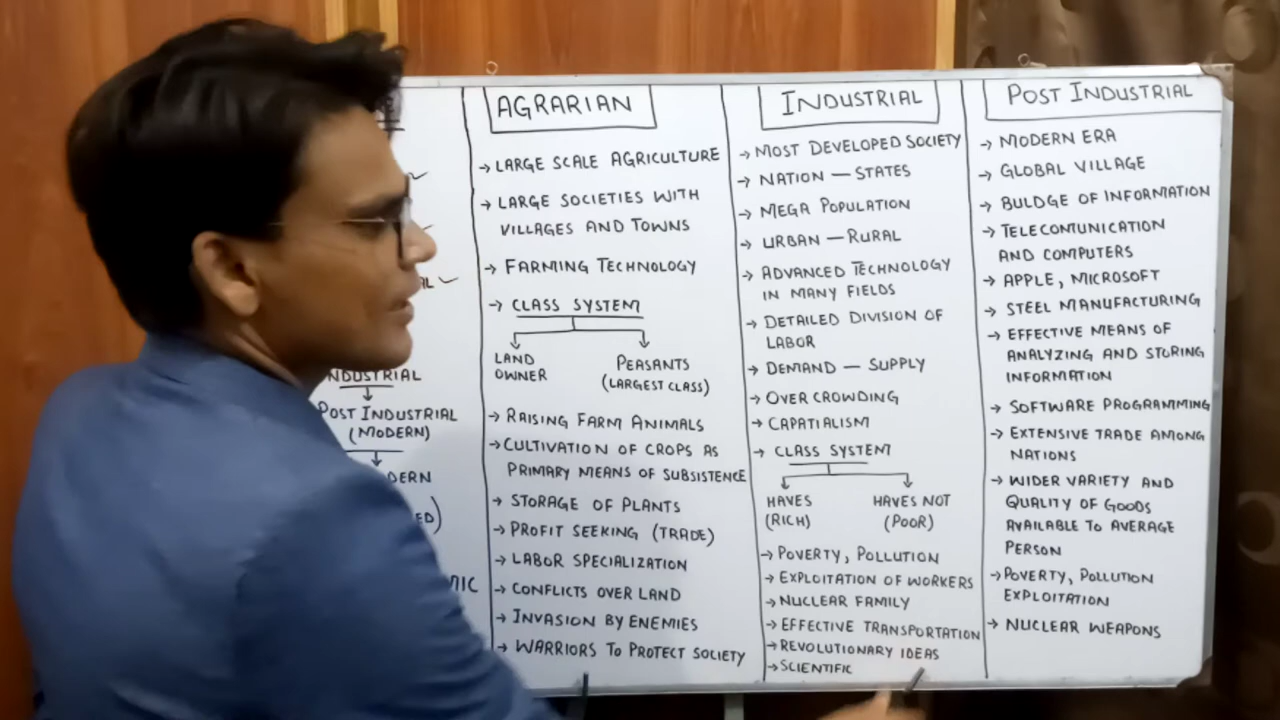 INDUSTRIAL
POST INDUSTRIAL
(MODERN)
AGRARIAN
→ LARGE SCALE AGRICULTURE
→ LARGE SOCIETIES WITH
VILLAGES AND TOWNS
→ FARMING TECHNOLOGY
→ CLASS SYSTEM
LAND
OWNER
PEASANTS
(LARGEST CLASS)
→ RAISING FARM ANIMALS
→ CULTIVATION OF CROPS AS
PRIMARY MEANS OF SUBSISTENCE
→ STORAGE OF PLANTS
→ PROFIT SEEKING (TRADE)
→ LABOR SPECIALIZATION
→ CONFLICTS OVER LAND
→ INVASION BY ENEMIES
→ WARRIORS TO PROTECT SOCIETY
INDUSTRIAL
→ MOST DEVELOPED SOCIETY
→ NATION — STATES
→ MEGA POPULATION
→ URBAN — RURAL
→ ADVANCED TECHNOLOGY
IN MANY FIELDS
→ DETAILED DIVISION OF
LABOR
→ DEMAND — SUPPLY
→ OVER CROWDING
→ CAPATIALISM
→ CLASS SYSTEM
HAVES
(RICH)
HAVES NOT
(POOR)
→ POVERTY, POLLUTION
→ EXPLOITATION OF WORKERS
→ NUCLEAR FAMILY
→ EFFECTIVE TRANSPORTATION
→ REVOLUTIONARY IDEAS
→ SCIENTIFIC
POST INDUSTRIAL
→ MODERN ERA
→ GLOBAL VILLAGE
→ BULDGE OF INFORMATION
→ TELECOMUNICATION
AND COMPUTERS
→ APPLE, MICROSOFT
→ STEEL MANUFACTURING
→ EFFECTIVE MEANS OF
ANALYZING AND STORING
INFORMATION
→ SOFTWARE PROGRAMMING
→ EXTENSIVE TRADE AMONG
NATIONS
→ WIDER VARIETY AND
QUALITY OF GOODS
AVAILABLE TO AVERAGE
PERSON
→ POVERTY, POLLUTION
EXPLOITATION
→ NUCLEAR WEAPONS